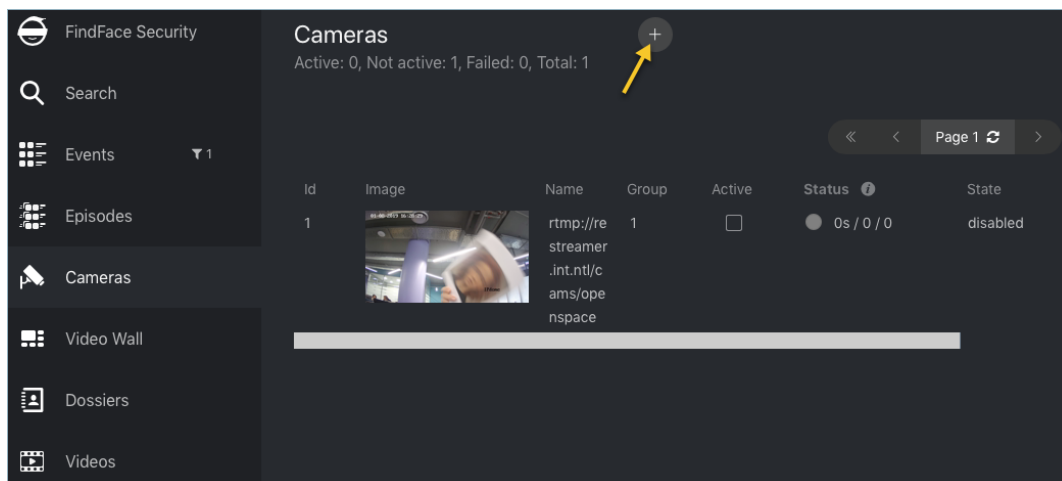 FindFace Security
Search
Events 1
Episodes
Cameras
Video Wall
Dossiers
Videos
Cameras
+
Active: 0, Not active: 1, Failed: 0, Total: 1
« < Page 1 >
Id Image Name Group Active Status i State
1 rtmp://re 1 0s / 0 / 0 disabled
streamer
.int.ntl/c
ams/ope
nspace